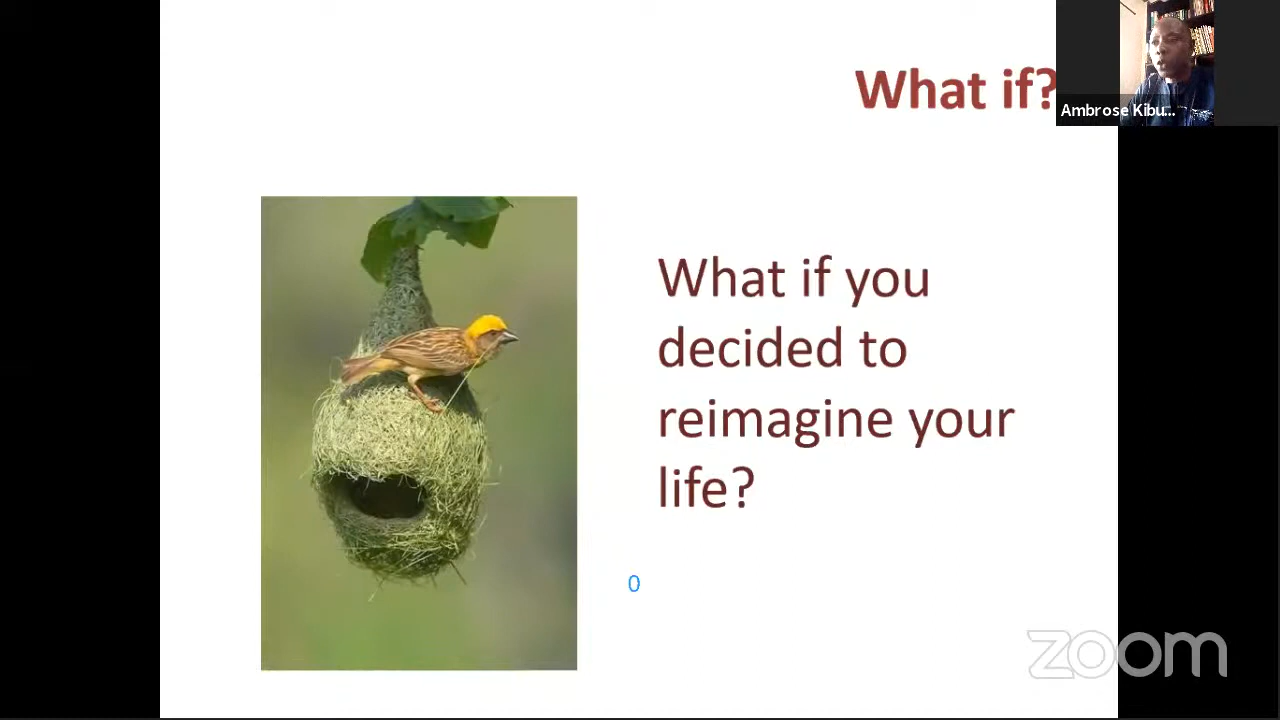 What if?
Ambrose Kibu...
What if you
decided to
reimagine your
life?
0
zoom